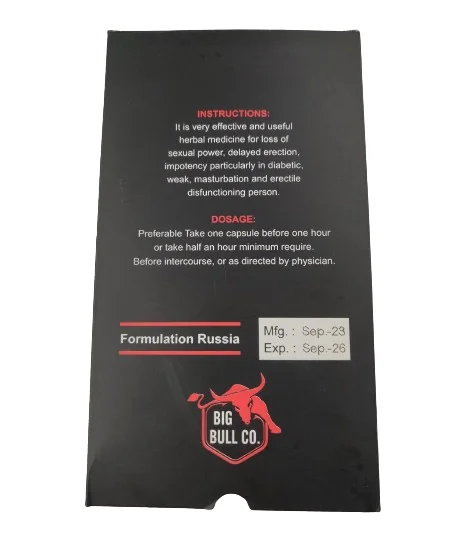 INSTRUCTIONS:
It is very effective and useful
herbal medicine for loss of
sexual power, delayed erection,
impotency particularly in diabetic,
weak, masturbation and erectile
disfunctioning person.
DOSAGE:
Preferable Take one capsule before one hour
or take half an hour minimum require.
Before intercourse, or as directed by physician.
Formulation Russia
Mfg. : Sep.-23
Exp. : Sep.-26
BIG
BULL CO.